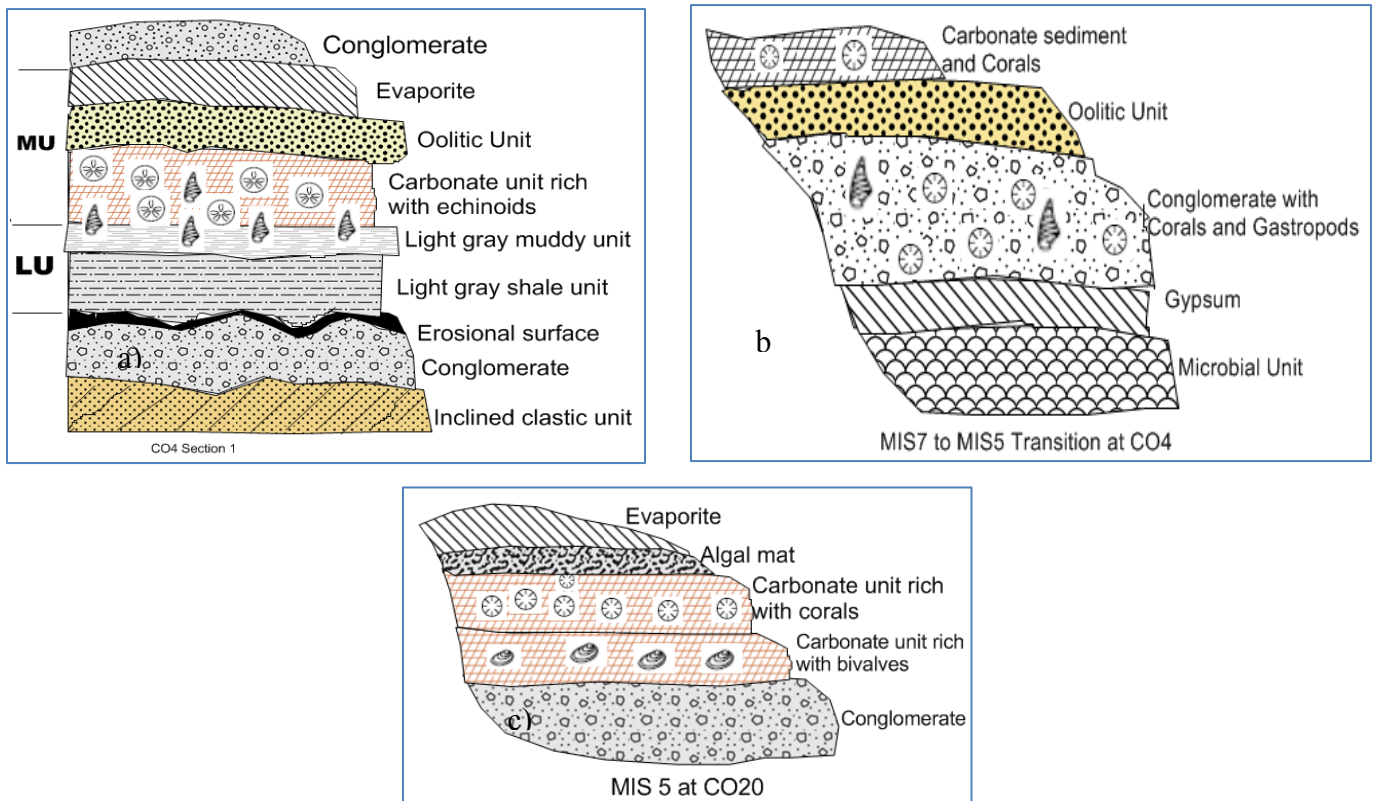 Conglomerate
Evaporite
MU
Oolitic Unit
Carbonate unit rich
with echinoids
Light gray muddy unit
LU
Light gray shale unit
Erosional surface
a)
Conglomerate
Inclined clastic unit
CO4 Section 1
Carbonate sediment
and Corals
Oolitic Unit
Conglomerate with
Corals and Gastropods
Gypsum
b
Microbial Unit
MIS7 to MIS5 Transition at CO4
Evaporite
Algal mat
Carbonate unit rich
with corals
Carbonate unit rich
with bivalves
c)
Conglomerate
MIS 5 at CO20